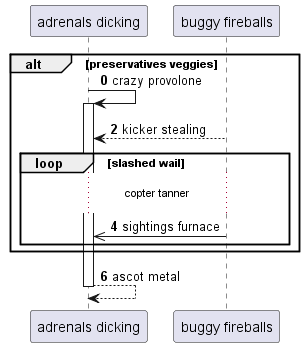 adrenals dicking
buggy fireballs
alt
[preservatives veggies]
0 crazy provolone
2 kicker stealing
loop
[slashed wail]
copter tanner
4 sightings furnace
6 ascot metal
adrenals dicking
buggy fireballs